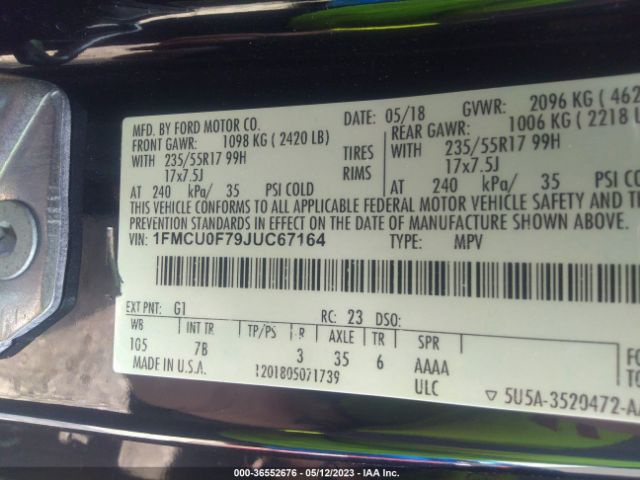 MFD. BY FORD MOTOR CO.
DATE: 05/18 GVWR: 2096 KG ( 462
FRONT GAWR: 1098 KG ( 2420 LB)
REAR GAWR: 1006 KG ( 2218 L
WITH 235/55R17 99H TIRES WITH 235/55R17 99H
17x7.5J RIMS 17x7.5J
AT 240 kPa/ 35 PSI COLD AT 240 kPa/ 35 PSI COL
THIS VEHICLE CONFORMS TO ALL APPLICABLE FEDERAL MOTOR VEHICLE SAFETY AND T
PREVENTION STANDARDS IN EFFECT ON THE DATE OF MANUFACTURE SHOWN ABOVE.
VIN: 1FMCU0F79JUC67164 TYPE: MPV
EXT PNT: G1 RC: 23 DSO:
WB INT TR TP/PS R AXLE TR SPR
105 7B 3 35 6 AAAA
MADE IN U.S.A. 1201805071739 ULC
FO
TO
▽ 5U5A-3520472-A
00-36552676 - 05/12/2023 - IAA Inc.